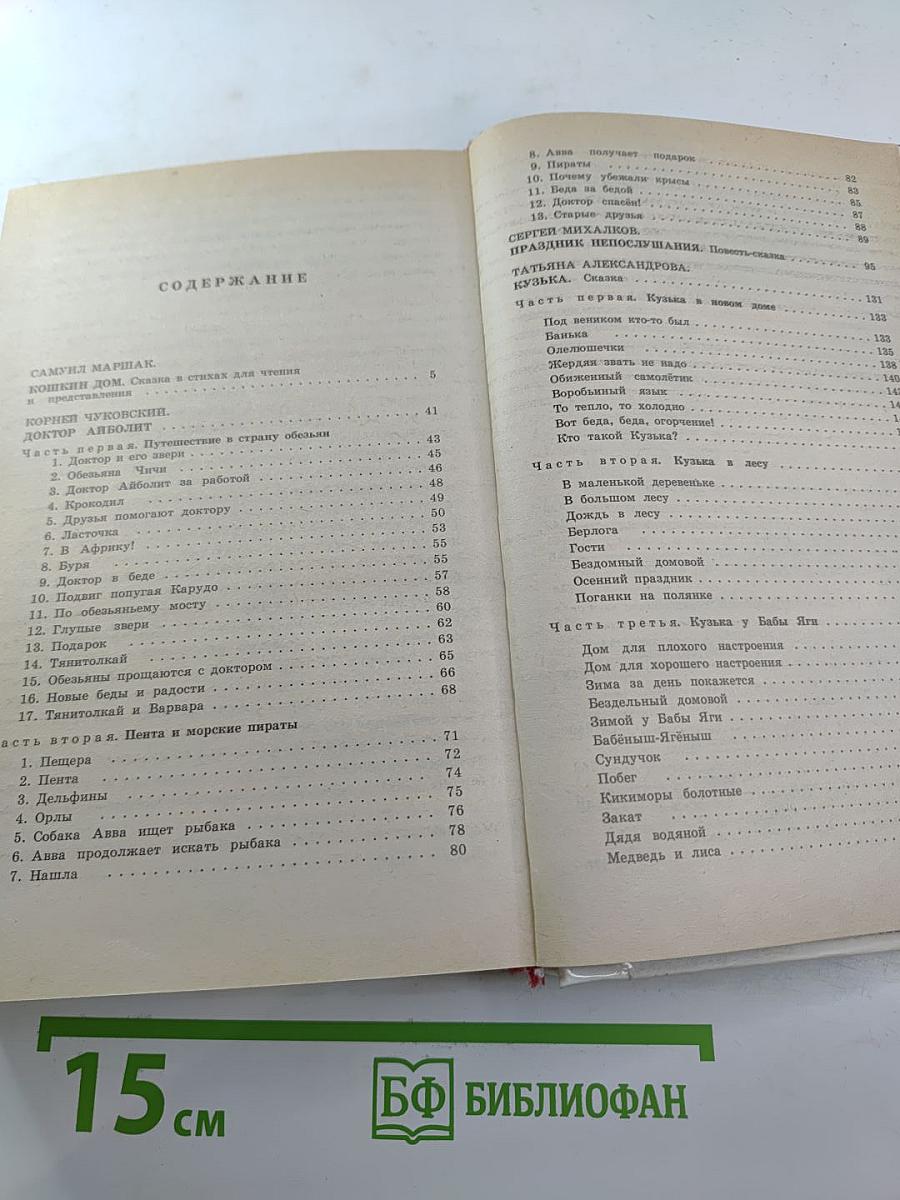 СОДЕРЖАНИЕ
САМУИЛ МАРШАК.
КОШКИН ДОМ. Сказка в стихах для чтения
и представления . . . . . . . . . . . . . . . . 5
КОРНЕЙ ЧУКОВСКИЙ.
ДОКТОР АЙБОЛИТ . . . . . . . . . . . . . . . . 41
Часть первая. Путешествие в страну обезьян
1. Доктор и его звери . . . . . . . . . . . . . . . . 43
2. Обезьяна Чичи . . . . . . . . . . . . . . . . 45
3. Доктор Айболит за работой . . . . . . . . . . . . . . . . 46
4. Крокодил . . . . . . . . . . . . . . . . 48
5. Друзья помогают доктору . . . . . . . . . . . . . . . . 49
6. Ласточка . . . . . . . . . . . . . . . . 50
7. В Африку! . . . . . . . . . . . . . . . . 53
8. Буря . . . . . . . . . . . . . . . . 55
9. Доктор в беде . . . . . . . . . . . . . . . . 55
10. Подвиг попугая Карудо . . . . . . . . . . . . . . . . 57
11. По обезьяньему мосту . . . . . . . . . . . . . . . . 58
12. Глупые звери . . . . . . . . . . . . . . . . 60
13. Подарок . . . . . . . . . . . . . . . . 62
14. Тянитолкай . . . . . . . . . . . . . . . . 63
15. Обезьяны прощаются с доктором . . . . . . . . . . . . . . . . 65
16. Новые беды и радости . . . . . . . . . . . . . . . . 66
17. Тянитолкай и Варвара . . . . . . . . . . . . . . . . 68
асть вторая. Пента и морские пираты
1. Пещера . . . . . . . . . . . . . . . . 71
2. Пента . . . . . . . . . . . . . . . . 72
3. Дельфины . . . . . . . . . . . . . . . . 74
4. Орлы . . . . . . . . . . . . . . . . 75
5. Собака Авва ищет рыбака . . . . . . . . . . . . . . . . 76
6. Авва продолжает искать рыбака . . . . . . . . . . . . . . . . 78
7. Нашла . . . . . . . . . . . . . . . . 80
8. Авва получает подарок . . . . . . . . . . . . . . . . 82
9. Пираты . . . . . . . . . . . . . . . . 83
10. Почему убежали крысы . . . . . . . . . . . . . . . . 85
11. Беда за бедой . . . . . . . . . . . . . . . . 87
12. Доктор спасён! . . . . . . . . . . . . . . . . 88
13. Старые друзья . . . . . . . . . . . . . . . . 89
СЕРГЕЙ МИХАЛКОВ.
ПРАЗДНИК НЕПОСЛУШАНИЯ. Повесть-сказка . . . . . . . . 95
ТАТЬЯНА АЛЕКСАНДРОВА.
КУЗЬКА. Сказка . . . . . . . . . . . . . . . . 131
Часть первая. Кузька в новом доме . . . . . . . . 133
Под веником кто-то был . . . . . . . . . . . . . . . . 133
Банька . . . . . . . . . . . . . . . . 135
Олелюшечки . . . . . . . . . . . . . . . . 138
Жердяя звать не надо . . . . . . . . . . . . . . . . 140
Обиженный самолётик . . . . . . . . . . . . . . . .
Воробьиный язык . . . . . . . . . . . . . . . .
То тепло, то холодно . . . . . . . . . . . . . . . .
Вот беда, беда, огорчение! . . . . . . . . . . . . . . . .
Кто такой Кузька? . . . . . . . . . . . . . . . .
Часть вторая. Кузька в лесу . . . . . . . .
В маленькой деревеньке . . . . . . . . . . . . . . . .
В большом лесу . . . . . . . . . . . . . . . .
Дождь в лесу . . . . . . . . . . . . . . . .
Берлога . . . . . . . . . . . . . . . .
Гости . . . . . . . . . . . . . . . .
Бездомный домовой . . . . . . . . . . . . . . . .
Осенний праздник . . . . . . . . . . . . . . . .
Поганки на полянке . . . . . . . . . . . . . . . .
Часть третья. Кузька у Бабы Яги . . . . . . . .
Дом для плохого настроения . . . . . . . . . . . .
Дом для хорошего настроения . . . . . . . . . . . .
Зима за день покажется . . . . . . . . . . . .
Бездельный домовой . . . . . . . . . . . .
Зимой у Бабы Яги . . . . . . . . . . . .
Бабёныш-Ягёныш . . . . . . . . . . . .
Сундучок . . . . . . . . . . . .
Побег . . . . . . . . . . . .
Кикиморы болотные . . . . . . . . . . . .
Закат . . . . . . . . . . . .
Дядя водяной . . . . . . . . . . . .
Медведь и лиса . . . . . . . . . . . .
15 см
БФ БИБЛИОФАН